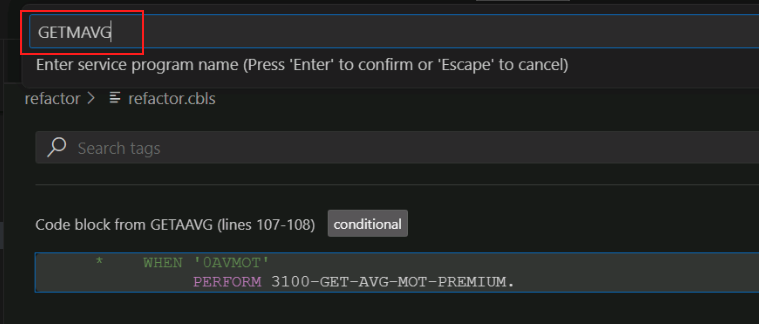 GETMAVG
Enter service program name (Press 'Enter' to confirm or 'Escape' to cancel)
refactor > refactor.cbls
Search tags
Code block from GETAAVG (lines 107-108) conditional
* WHEN '0AVMOT'
PERFORM 3100-GET-AVG-MOT-PREMIUM.